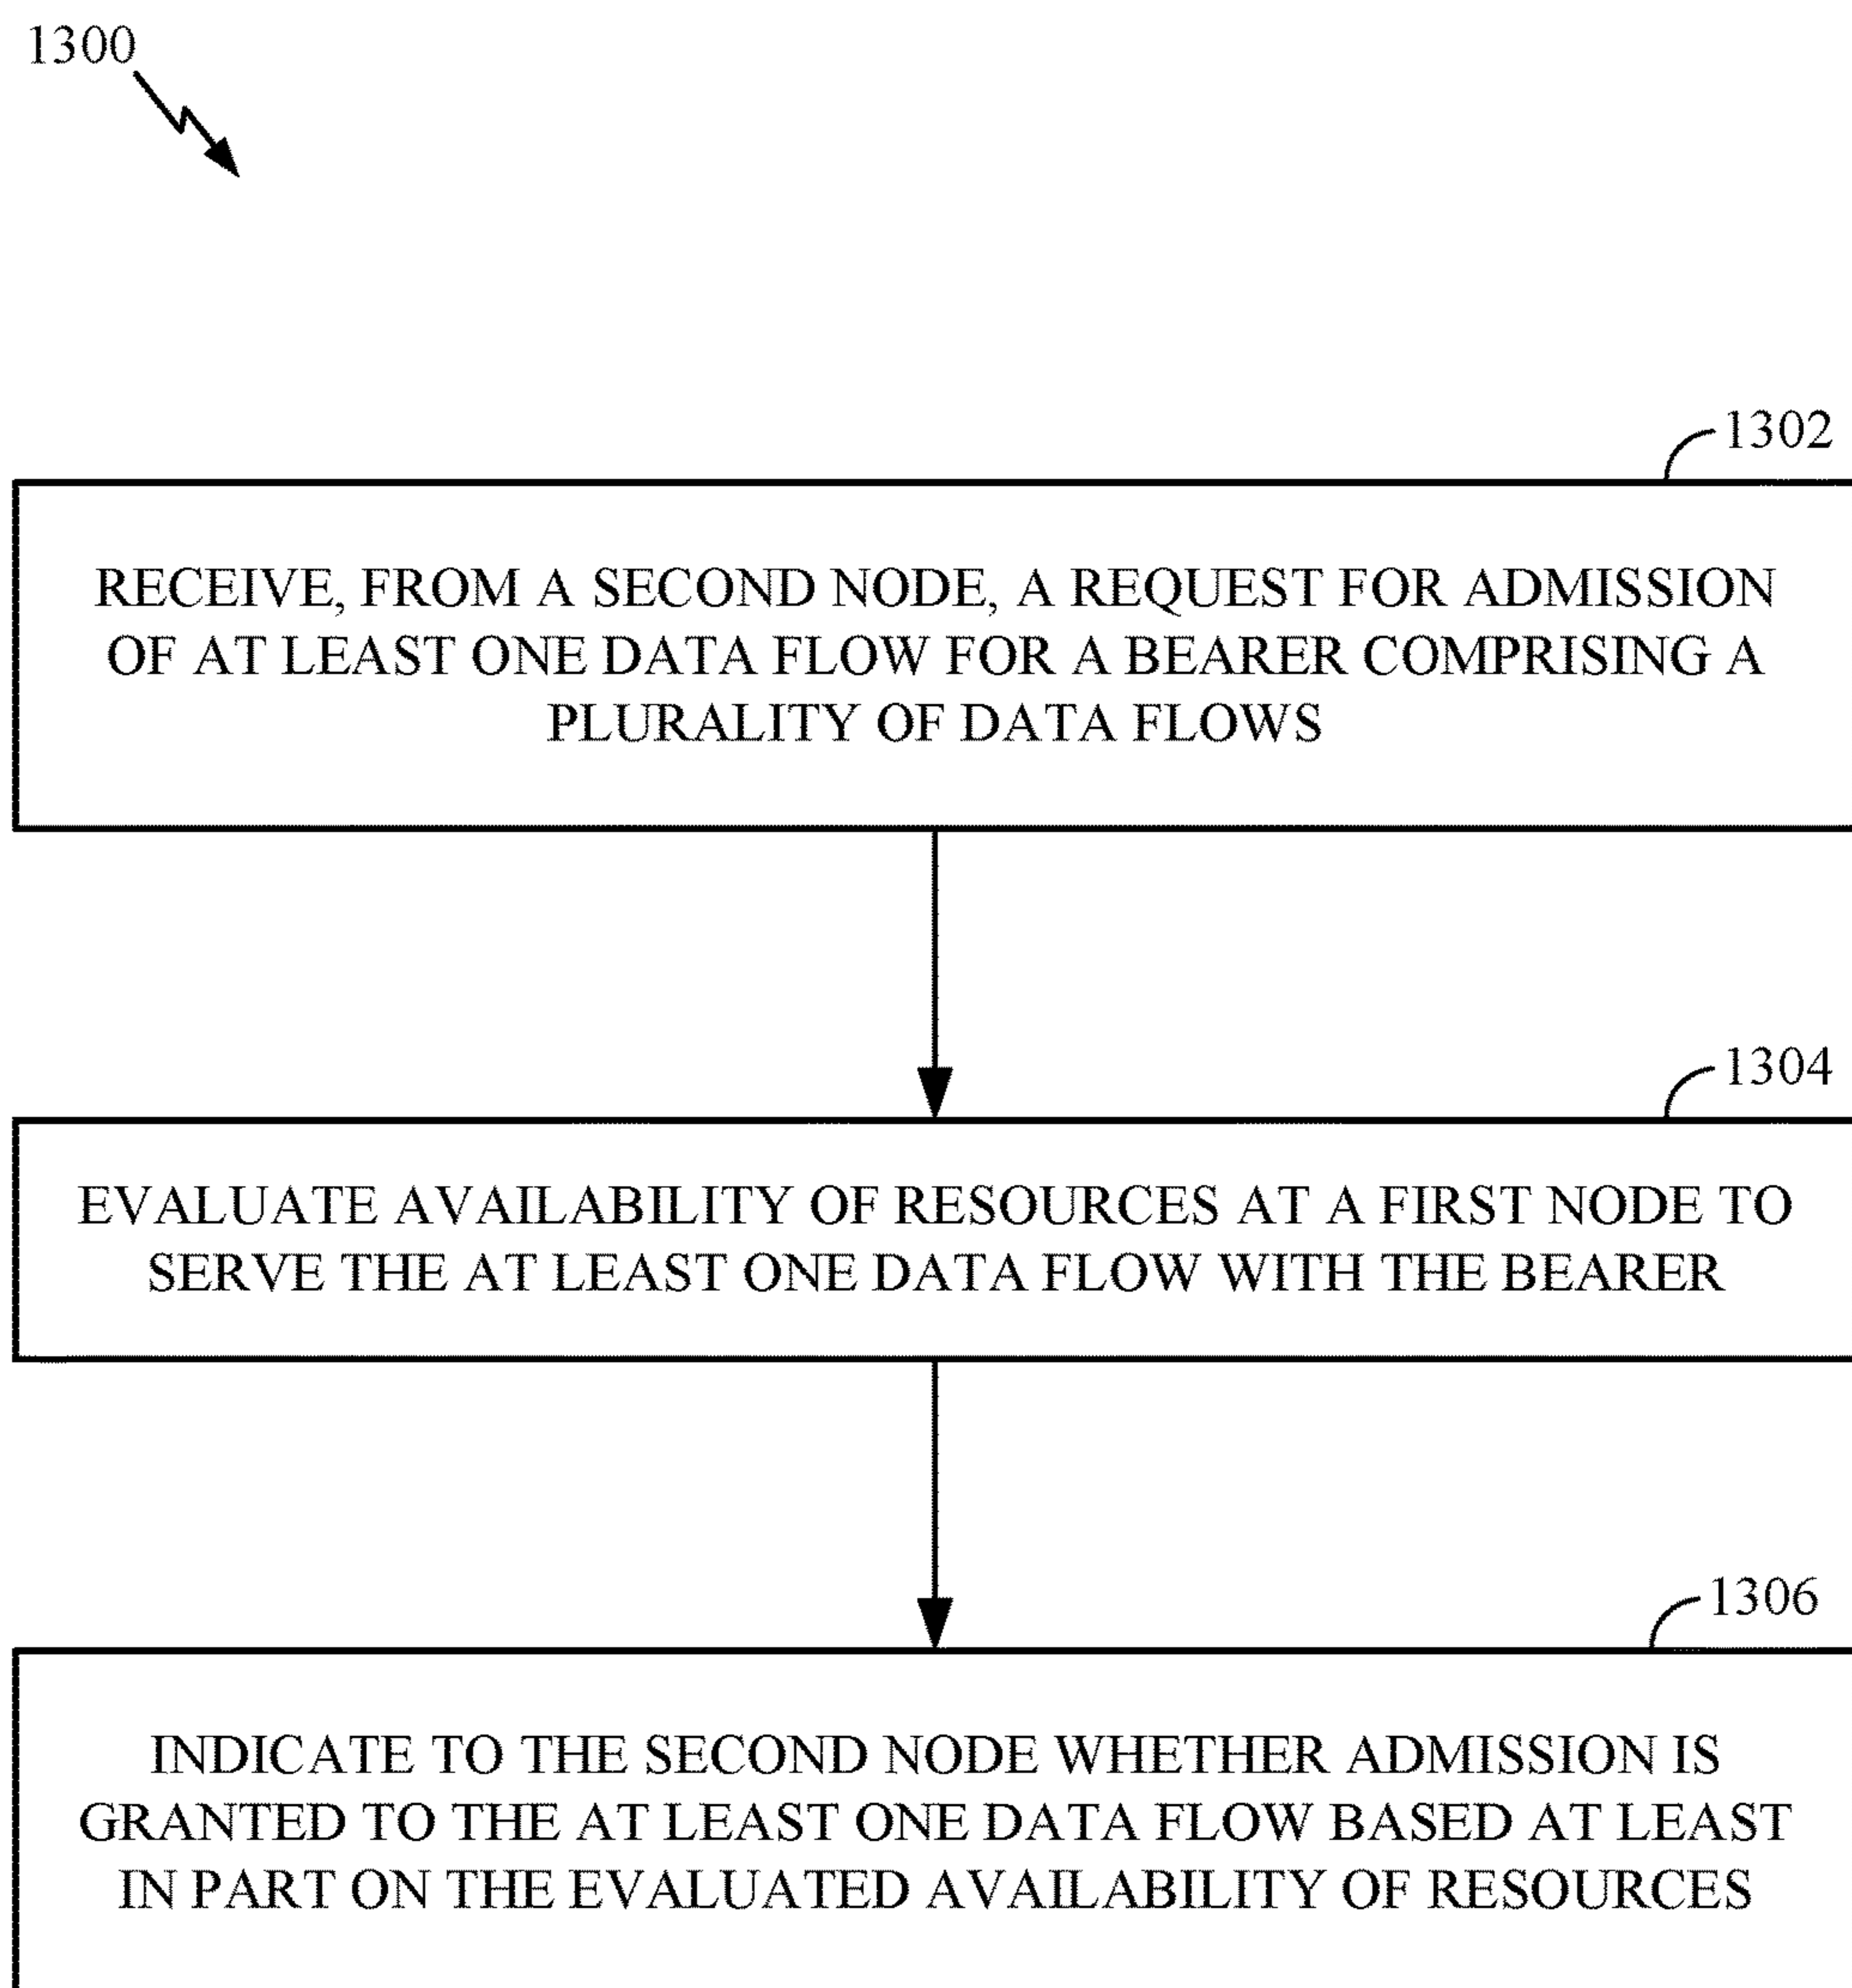 1300
1302
RECEIVE, FROM A SECOND NODE, A REQUEST FOR ADMISSION
OF AT LEAST ONE DATA FLOW FOR A BEARER COMPRISING A
PLURALITY OF DATA FLOWS
1304
EVALUATE AVAILABILITY OF RESOURCES AT A FIRST NODE TO
SERVE THE AT LEAST ONE DATA FLOW WITH THE BEARER
1306
INDICATE TO THE SECOND NODE WHETHER ADMISSION IS
GRANTED TO THE AT LEAST ONE DATA FLOW BASED AT LEAST
IN PART ON THE EVALUATED AVAILABILITY OF RESOURCES